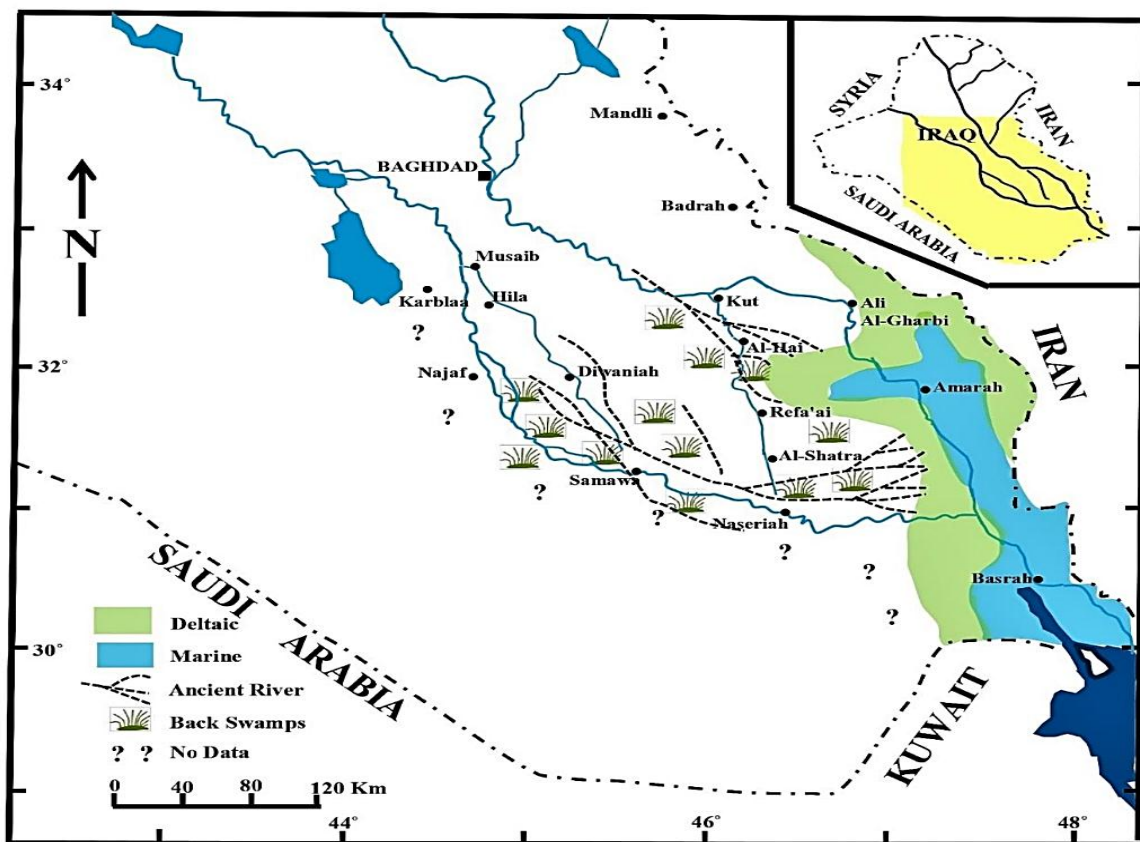 34°
32°
30°
44°
46°
48°
N
SYRIA
IRAN
IRAQ
SAUDI ARABIA
Mandli
BAGHDAD
Badrah
Musaib
Karblaa
Hila
Kut
Ali
Al-Gharbi
?
Al-Hai
IRAN
Najaf
Diwaniah
Amarah
?
Refa'ai
Al-Shatra
Samawa
?
?
Naseriah
?
?
Basrah
?
SAUDI
ARABIA
KUWAIT
Deltaic
Marine
Ancient River
Back Swamps
? ? No Data
0 40 80 120 Km